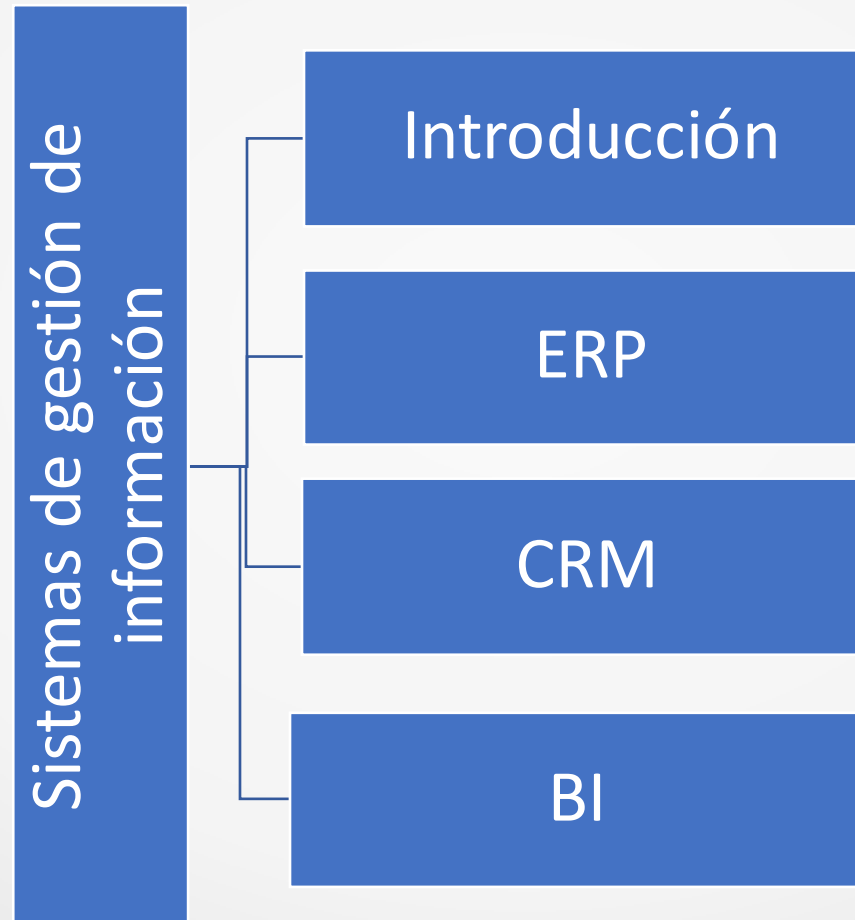 Sistemas de gestión de
información
Introducción
ERP
CRM
BI